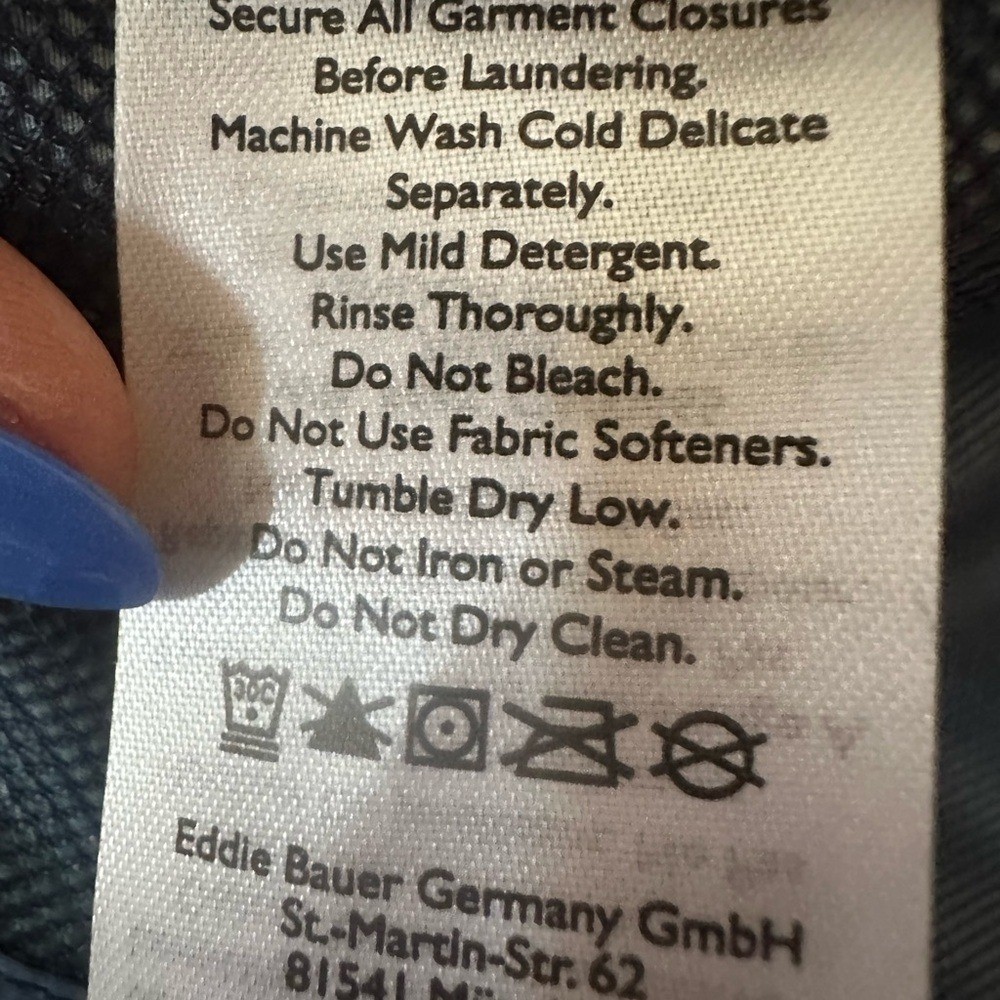 Secure All Garment Closures
Before Laundering.
Machine Wash Cold Delicate
Separately.
Use Mild Detergent.
Rinse Thoroughly.
Do Not Bleach.
Do Not Use Fabric Softeners.
Tumble Dry Low.
Do Not Iron or Steam.
Do Not Dry Clean.
30C
Eddie Bauer Germany GmbH
St.-Martin-Str. 62
81541